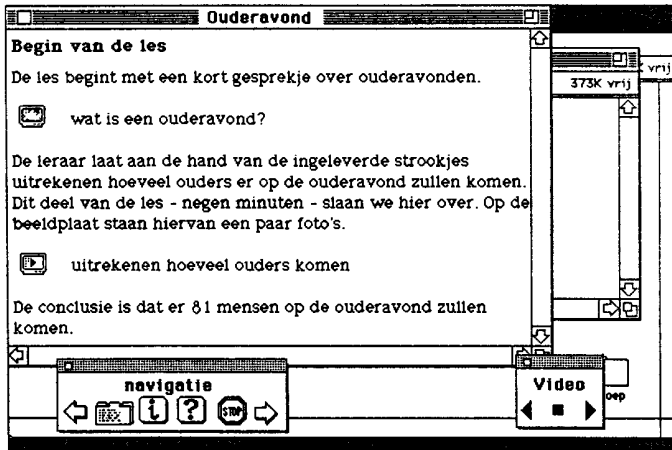 Ouderavond
Begin van de les
De les begint met een kort gesprekje over ouderavonden.
wat is een ouderavond?
De leraar laat aan de hand van de ingeleverde strookjes
uitrekenen hoeveel ouders er op de ouderavond zullen komen.
Dit deel van de les - negen minuten - slaan we hier over. Op de
beeldplaat staan hiervan een paar foto's.
uitrekenen hoeveel ouders komen
De conclusie is dat er 81 mensen op de ouderavond zullen
komen.
vrij
373K vrij
navigatie
i ? STOP
Video
oep